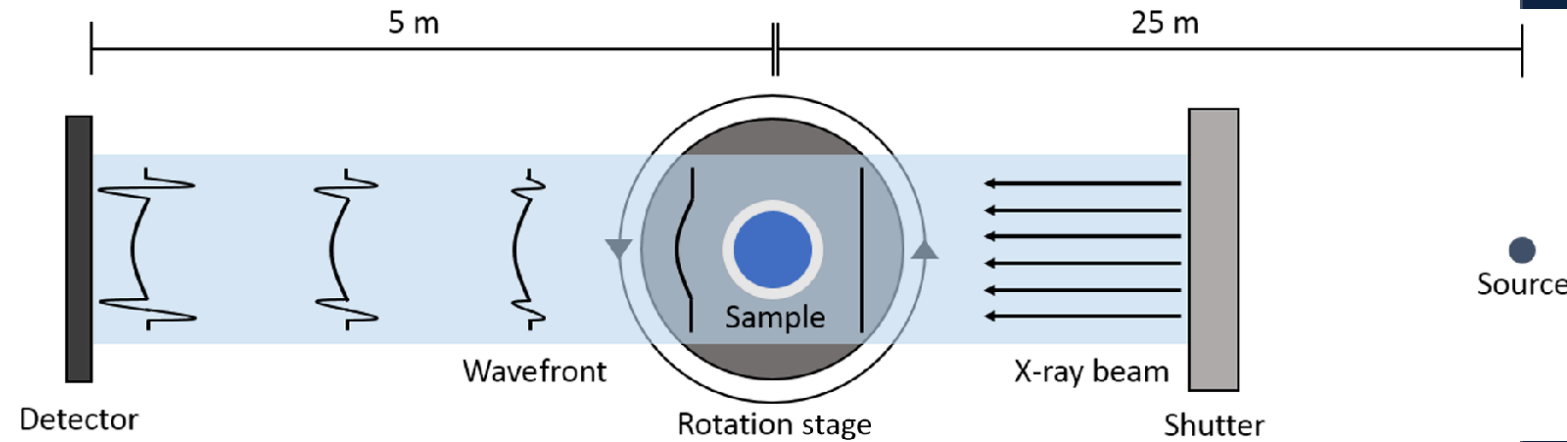 5 m
25 m
Source
Sample
Wavefront
X-ray beam
Detector
Rotation stage
Shutter